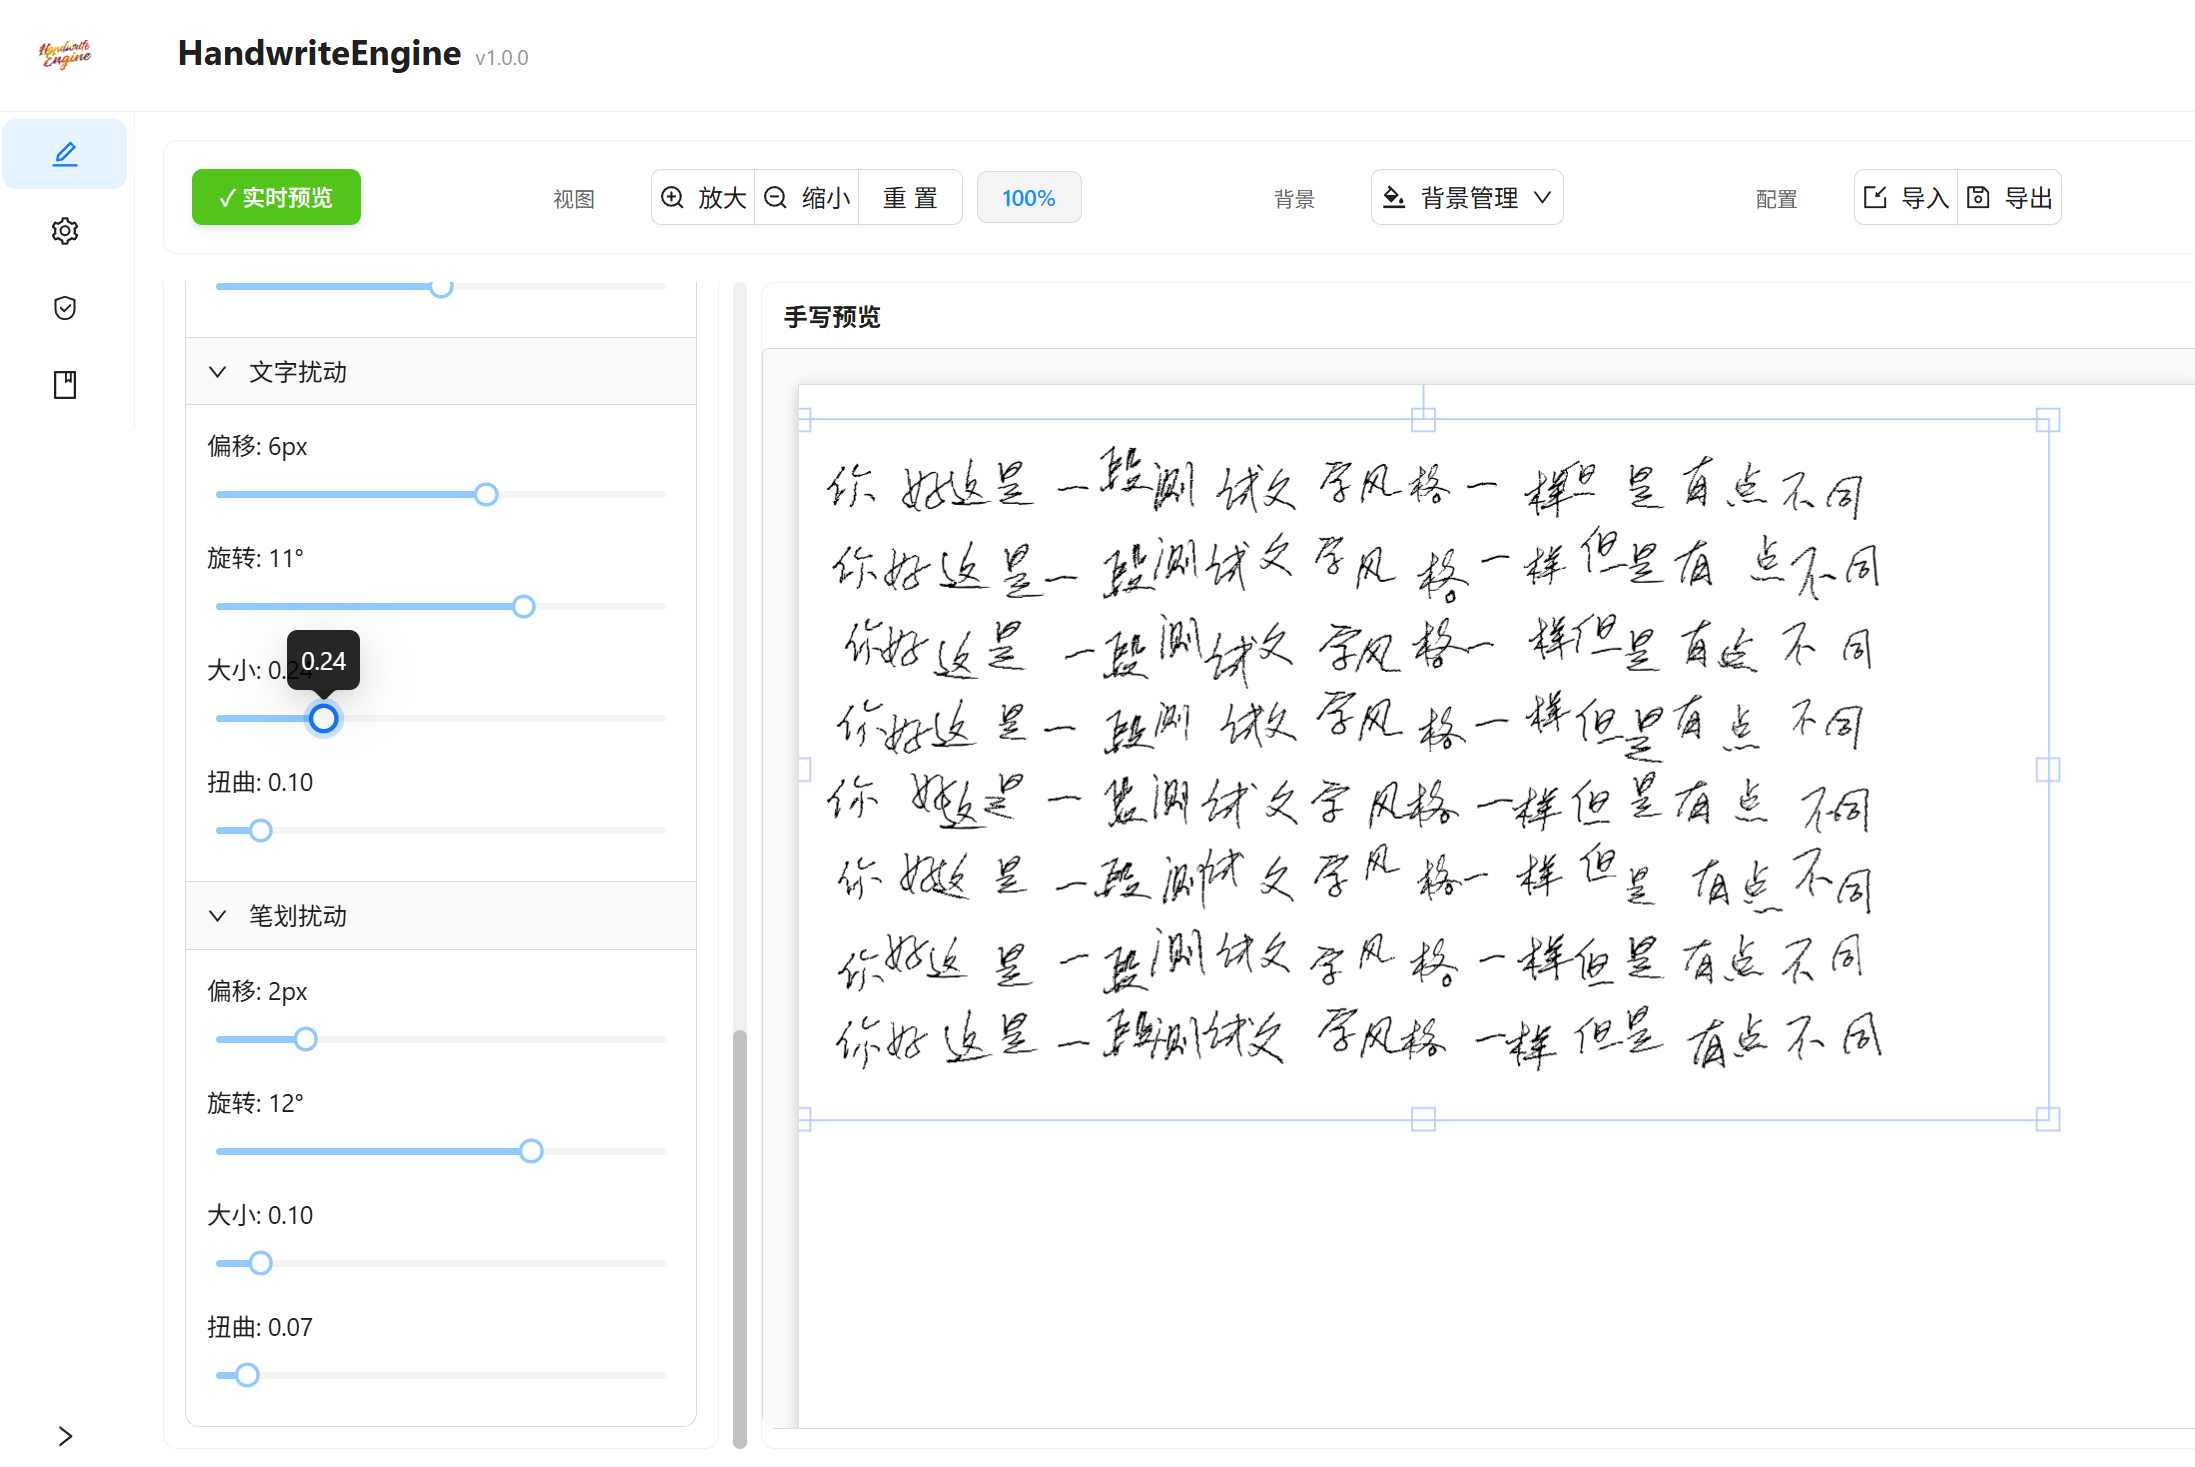 Handwrite
Engine
HandwriteEngine v1.0.0
✓ 实时预览
视图
放大
缩小
重 置
100%
背景
背景管理
配置
导入
导出
文字扰动
偏移: 6px
旋转: 11°
0.24
大小: 0.24
扭曲: 0.10
笔划扰动
偏移: 2px
旋转: 12°
大小: 0.10
扭曲: 0.07
手写预览
你好这是一段测试文字风格一样但是有点不同
你好这是一段测试文字风格。一样但是有点不同
你好这是一段测试文字风格一样但是有点不同
你好这是一段测试文字风格一样但是有点不同
你好这是一段测试文字风格一样但是有点不同
你好这是一段测试文字风格一样但是有点不同
你好这是一段测试文字风格。一样但是有点不同
你好这是一段测试文字风格一样但是有点不同